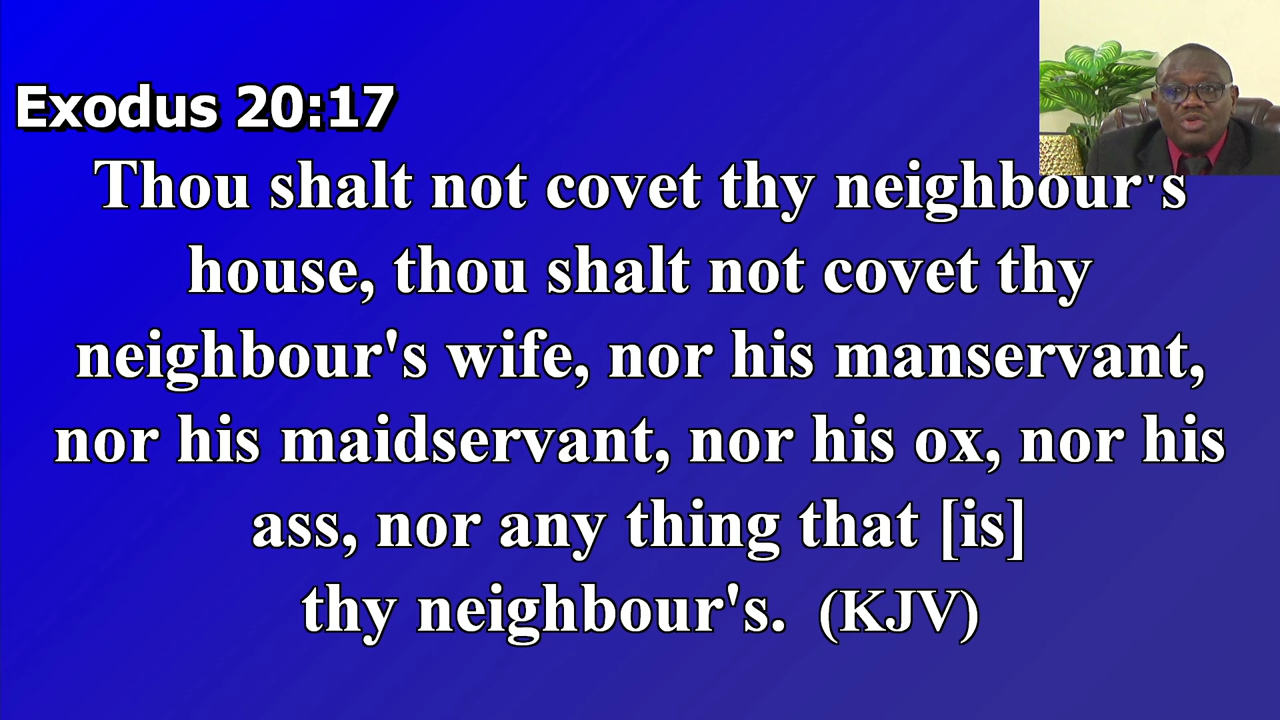 Exodus 20:17
Thou shalt not covet thy neighbour's
house, thou shalt not covet thy
neighbour's wife, nor his manservant,
nor his maidservant, nor his ox, nor his
ass, nor any thing that [is]
thy neighbour's. (KJV)